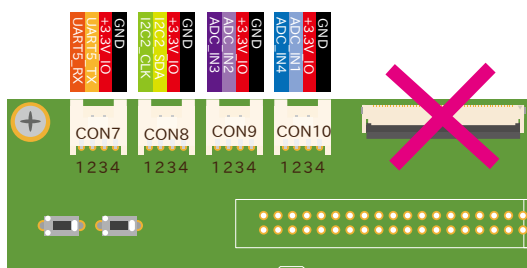 UART5_RX
UART5_TX
+3.3V_IO
GND
I2C2_CLK
I2C2_SDA
+3.3V_IO
GND
ADC_IN3
ADC_IN2
+3.3V_IO
GND
ADC_IN4
ADC_IN1
+3.3V_IO
GND
CON7 CON8 CON9 CON10
1234 1234 1234 1234